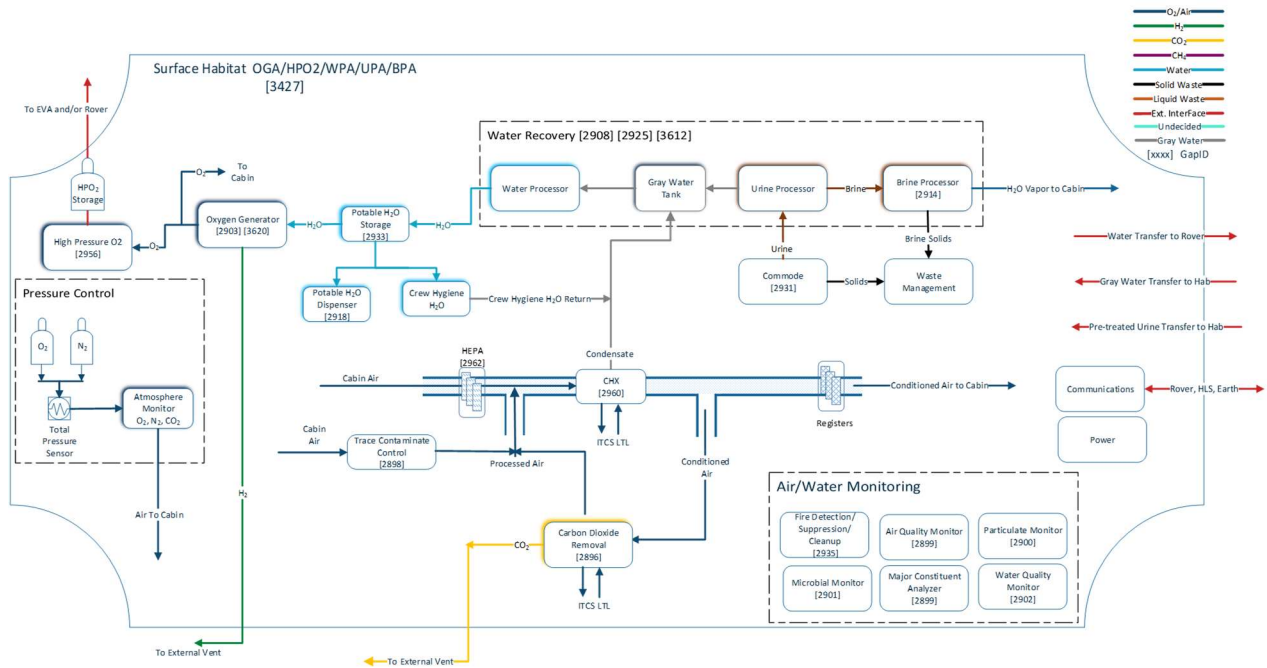 O₂/Air
H₂
CO₂
CH₄
Water
Solid Waste
Liquid Waste
Ext. Interface
Undecided
Gray Water
[xxxx] GapID
Surface Habitat OGA/HPO2/WPA/UPA/BPA
[3427]
To EVA and/or Rover
HPO₂
Storage
High Pressure O2
[2956]
O₂
To
Cabin
O₂
Oxygen Generator
[2903] [3620]
H₂O
Potable H₂O
Storage
[2933]
H₂O
Potable H₂O
Dispenser
[2918]
Crew Hygiene
H₂O
Crew Hygiene H₂O Return
Water Recovery [2908] [2925] [3612]
Water Processor
Gray Water
Tank
Urine Processor
Brine
Brine Processor
[2914]
H₂O Vapor to Cabin
Urine
Brine Solids
Commode
[2931]
Solids
Waste
Management
Water Transfer to Rover
Gray Water Transfer to Hab
Pre-treated Urine Transfer to Hab
Communications
Rover, HLS, Earth
Power
Pressure Control
O₂
N₂
Total
Pressure
Sensor
Atmosphere
Monitor
O₂, N₂, CO₂
Air To Cabin
H₂
To External Vent
HEPA
[2962]
Cabin Air
Condensate
CHX
[2960]
ITCS LTL
Conditioned Air to Cabin
Registers
Cabin
Air
Trace Contaminate
Control
[2898]
Processed Air
Conditioned
Air
CO₂
Carbon Dioxide
Removal
[2896]
ITCS LTL
To External Vent
Air/Water Monitoring
Fire Detection/
Suppression/
Cleanup
[2935]
Air Quality Monitor
[2899]
Particulate Monitor
[2900]
Microbial Monitor
[2901]
Major Constituent
Analyzer
[2899]
Water Quality
Monitor
[2902]